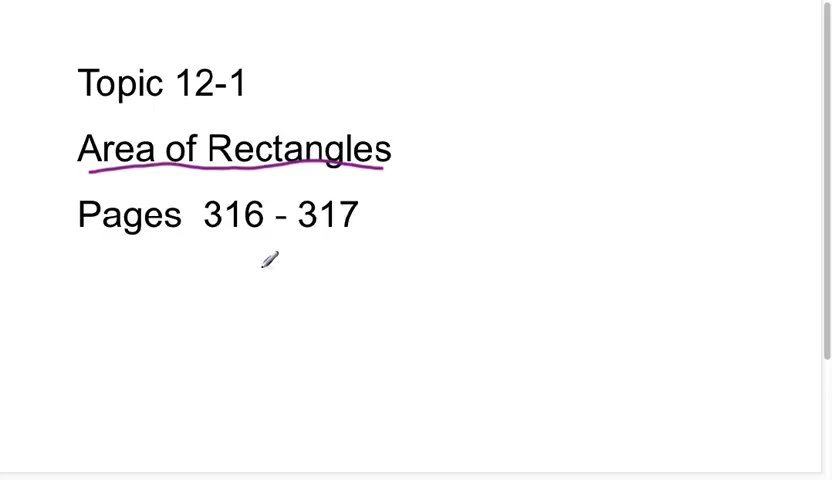 Topic 12-1
Area of Rectangles
Pages 316 - 317